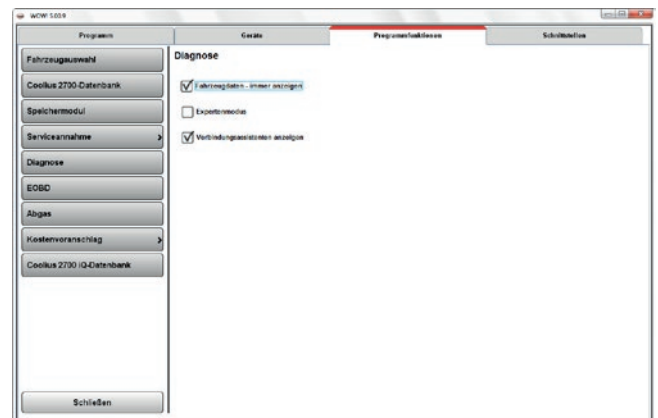 WOW! 5.00.9
Programm
Geräte
Programmfunktionen
Schnittstellen
Fahrzeugauswahl
Coolius 2700-Datenbank
Speichermodul
Serviceannahme
Diagnose
EOBD
Abgas
Kostenvoranschlag
Coolius 2700 iQ-Datenbank
Schließen
Diagnose
Fahrzeugdaten - immer anzeigen
Expertenmodus
Verbindungsassistenten anzeigen